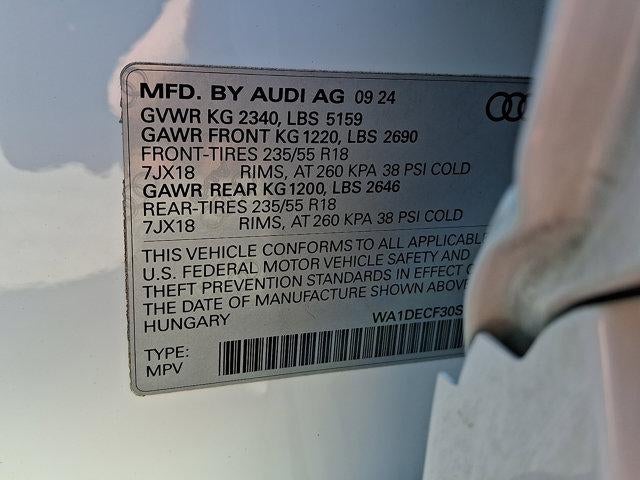 MFD. BY AUDI AG 09 24
GVWR KG 2340, LBS 5159
GAWR FRONT KG 1220, LBS 2690
FRONT-TIRES 235/55 R18
7JX18 RIMS, AT 260 KPA 38 PSI COLD
GAWR REAR KG 1200, LBS 2646
REAR-TIRES 235/55 R18
7JX18 RIMS, AT 260 KPA 38 PSI COLD
THIS VEHICLE CONFORMS TO ALL APPLICABLE
U.S. FEDERAL MOTOR VEHICLE SAFETY AND
THEFT PREVENTION STANDARDS IN EFFECT
THE DATE OF MANUFACTURE SHOWN ABOVE
HUNGARY WA1DECF30S
TYPE:
MPV